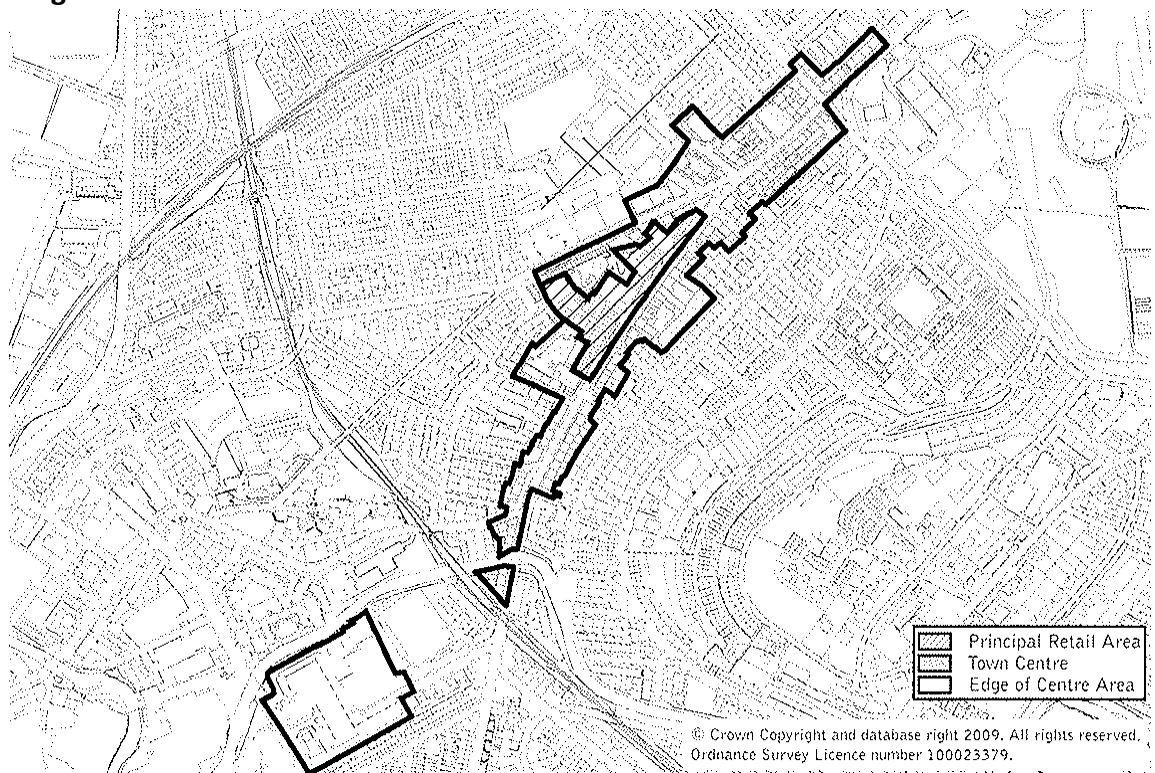 Principal Retail Area
Town Centre
Edge of Centre Area
© Crown Copyright and database right 2009. All rights reserved.
Ordnance Survey Licence number 100023379.